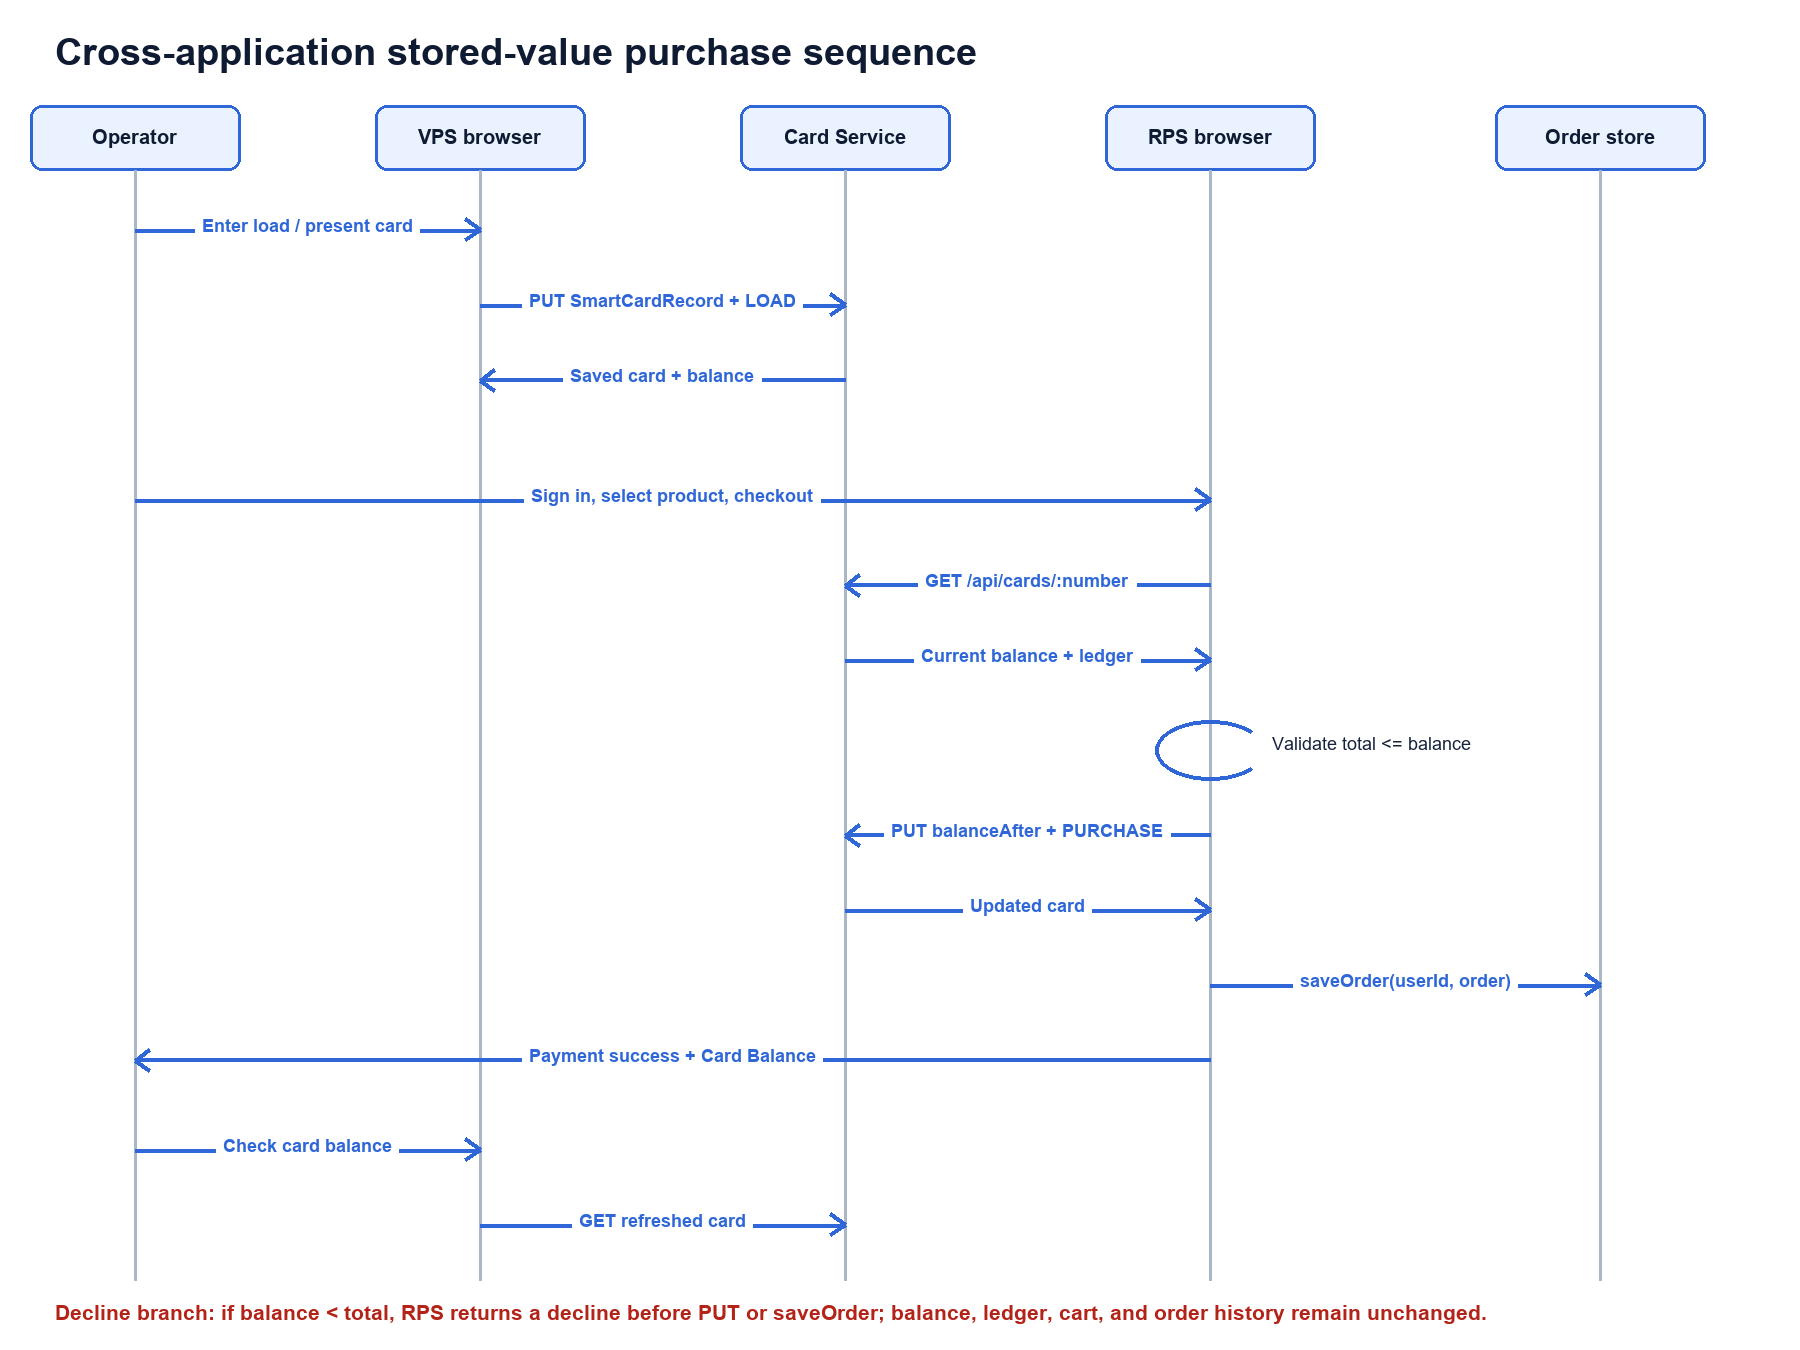 Cross-application stored-value purchase sequence
Operator
VPS browser
Card Service
RPS browser
Order store
Enter load / present card
PUT SmartCardRecord + LOAD
Saved card + balance
Sign in, select product, checkout
GET /api/cards/:number
Current balance + ledger
Validate total <= balance
PUT balanceAfter + PURCHASE
Updated card
saveOrder(userId, order)
Payment success + Card Balance
Check card balance
GET refreshed card
Decline branch: if balance < total, RPS returns a decline before PUT or saveOrder; balance, ledger, cart, and order history remain unchanged.